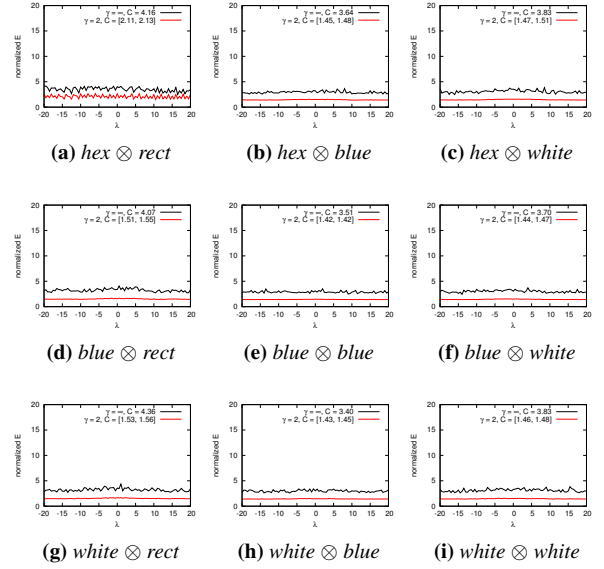 normalized E
20
15
10
5
0
γ = –, C = 4.16
γ = 2, C = [2.11, 2.13]
-20 -15 -10 -5 0 5 10 15 20
λ
(a) hex ⊗ rect
normalized E
20
15
10
5
0
γ = –, C = 3.64
γ = 2, C = [1.45, 1.48]
-20 -15 -10 -5 0 5 10 15 20
λ
(b) hex ⊗ blue
normalized E
20
15
10
5
0
γ = –, C = 3.83
γ = 2, C = [1.47, 1.51]
-20 -15 -10 -5 0 5 10 15 20
λ
(c) hex ⊗ white
normalized E
20
15
10
5
0
γ = –, C = 4.07
γ = 2, C = [1.51, 1.55]
-20 -15 -10 -5 0 5 10 15 20
λ
(d) blue ⊗ rect
normalized E
20
15
10
5
0
γ = –, C = 3.51
γ = 2, C = [1.42, 1.42]
-20 -15 -10 -5 0 5 10 15 20
λ
(e) blue ⊗ blue
normalized E
20
15
10
5
0
γ = –, C = 3.70
γ = 2, C = [1.44, 1.47]
-20 -15 -10 -5 0 5 10 15 20
λ
(f) blue ⊗ white
normalized E
20
15
10
5
0
γ = –, C = 4.36
γ = 2, C = [1.53, 1.56]
-20 -15 -10 -5 0 5 10 15 20
λ
(g) white ⊗ rect
normalized E
20
15
10
5
0
γ = –, C = 3.40
γ = 2, C = [1.43, 1.45]
-20 -15 -10 -5 0 5 10 15 20
λ
(h) white ⊗ blue
normalized E
20
15
10
5
0
γ = –, C = 3.83
γ = 2, C = [1.46, 1.48]
-20 -15 -10 -5 0 5 10 15 20
λ
(i) white ⊗ white